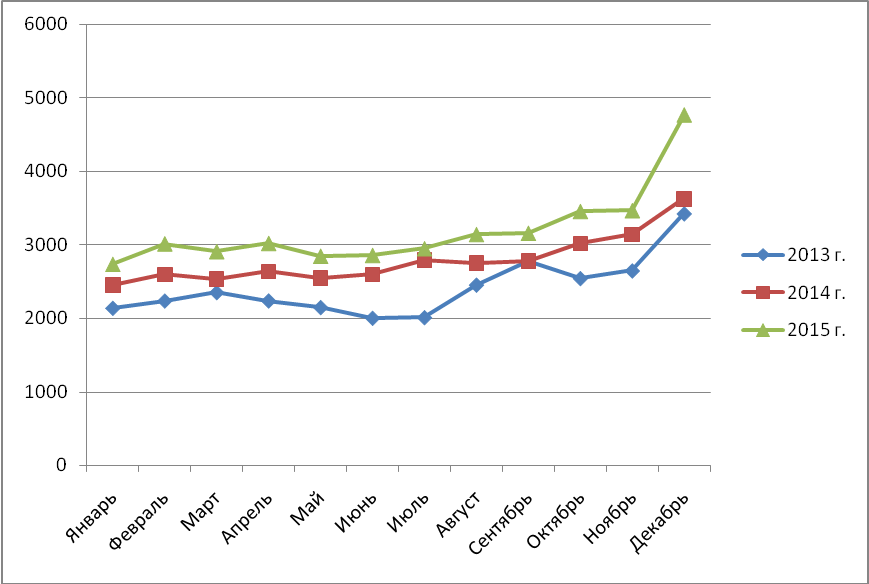 6000
5000
4000
3000
2000
1000
0
Январь
Февраль
Март
Апрель
Май
Июнь
Июль
Август
Сентябрь
Октябрь
Ноябрь
Декабрь
2013 г.
2014 г.
2015 г.